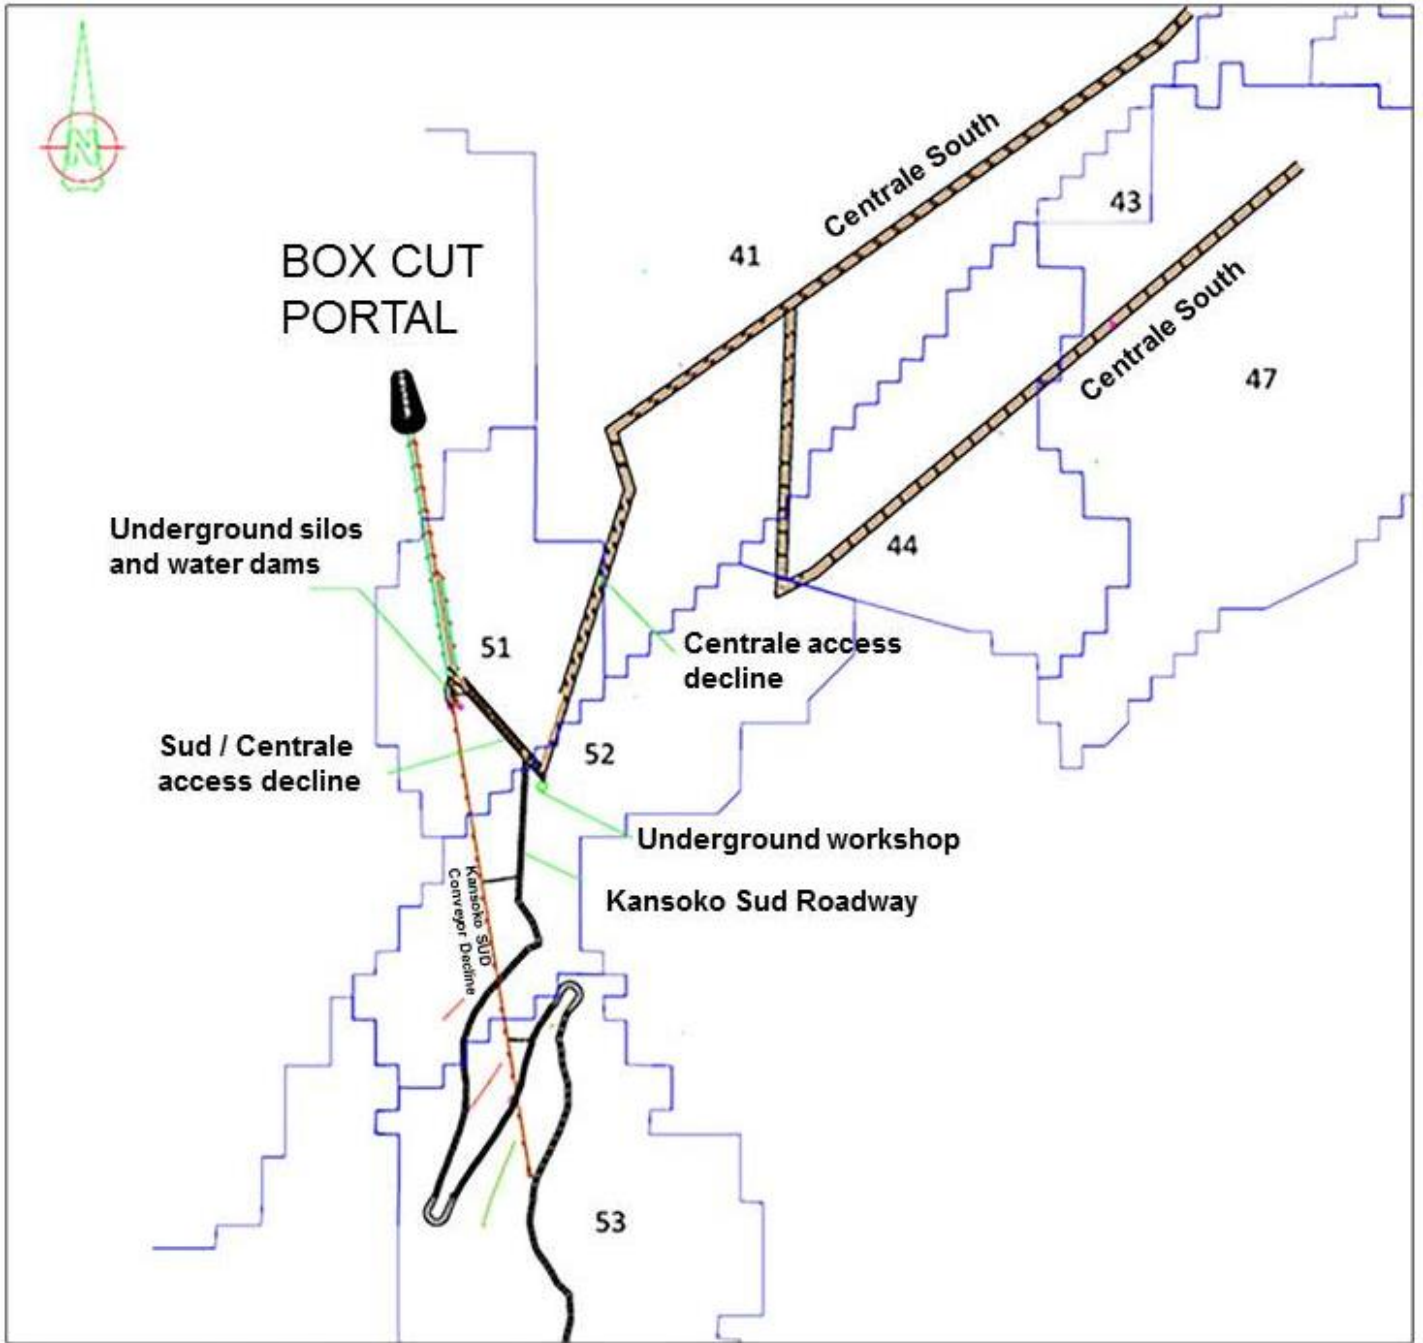 N
Centrale South
43
41
BOX CUT
PORTAL
Centrale South
47
Underground silos
and water dams
44
51
Centrale access
decline
Sud / Centrale
access decline
52
Underground workshop
Kansoko SUD
Conveyor Decline
Kansoko Sud Roadway
53